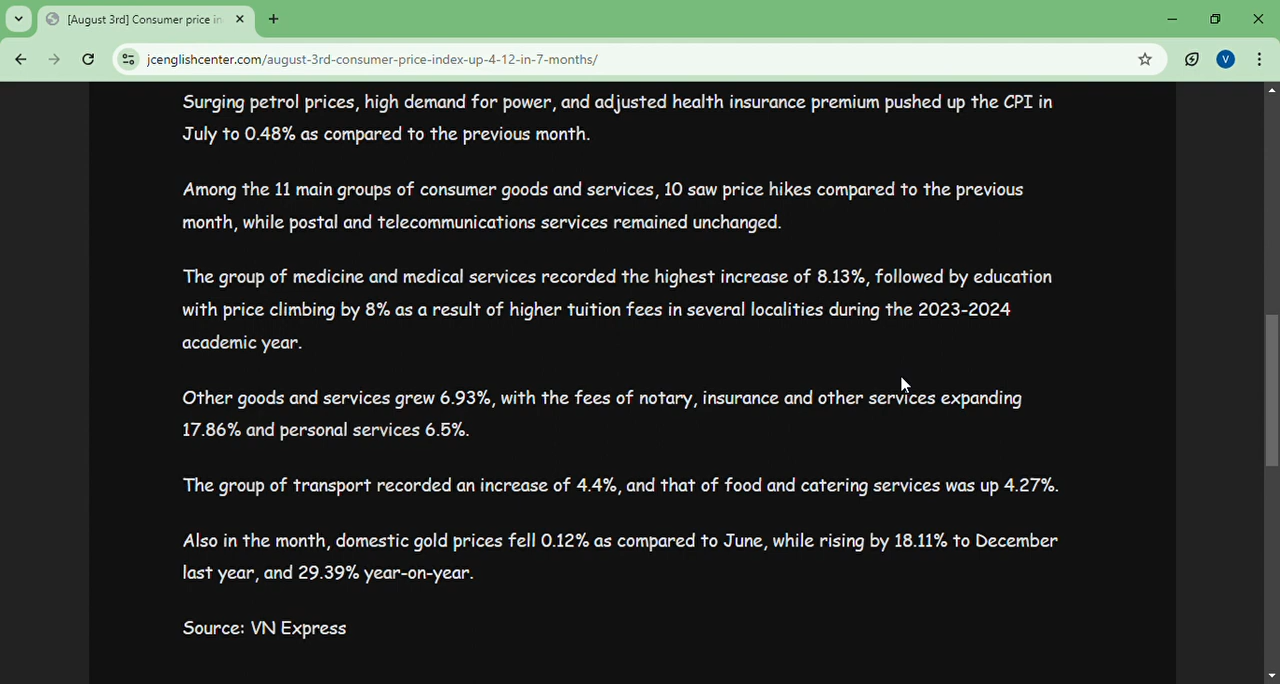 [August 3rd] Consumer price in
jcenglishcenter.com/august-3rd-consumer-price-index-up-4-12-in-7-months/
V
Surging petrol prices, high demand for power, and adjusted health insurance premium pushed up the CPI in
July to 0.48% as compared to the previous month.
Among the 11 main groups of consumer goods and services, 10 saw price hikes compared to the previous
month, while postal and telecommunications services remained unchanged.
The group of medicine and medical services recorded the highest increase of 8.13%, followed by education
with price climbing by 8% as a result of higher tuition fees in several localities during the 2023-2024
academic year.
Other goods and services grew 6.93%, with the fees of notary, insurance and other services expanding
17.86% and personal services 6.5%.
The group of transport recorded an increase of 4.4%, and that of food and catering services was up 4.27%.
Also in the month, domestic gold prices fell 0.12% as compared to June, while rising by 18.11% to December
last year, and 29.39% year-on-year.
Source: VN Express